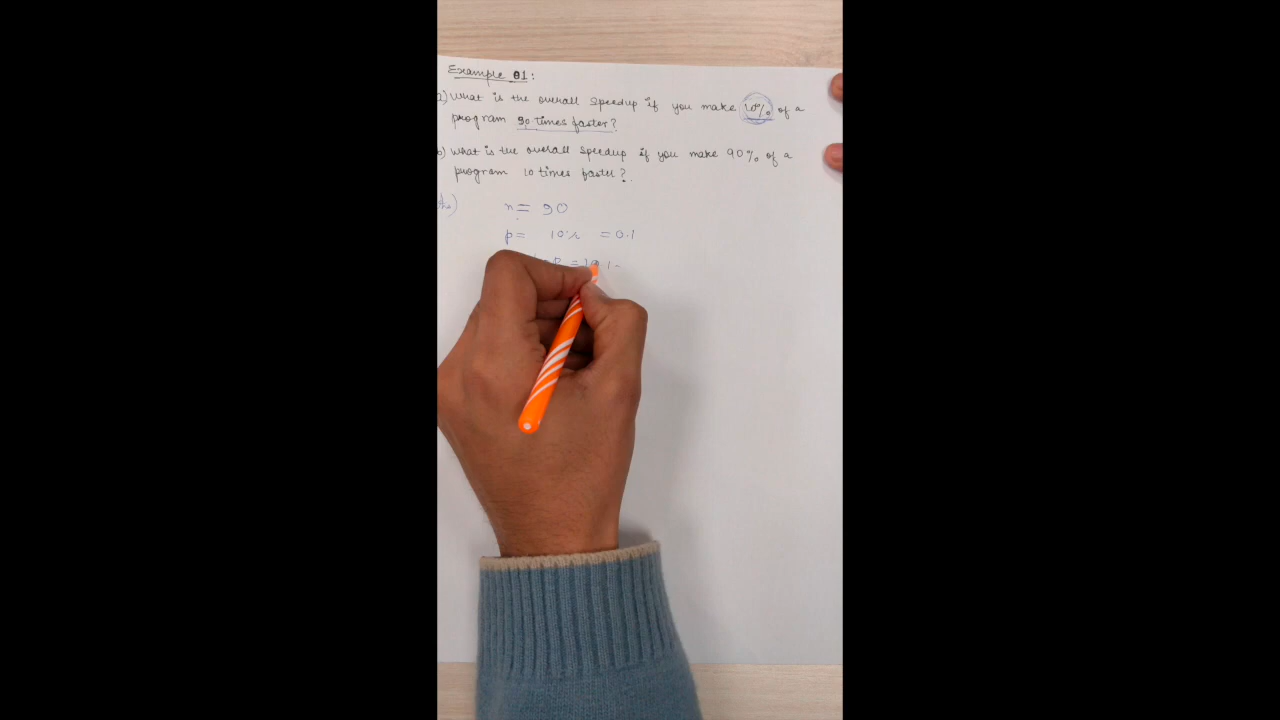 Example 01:
a) What is the overall speedup if you make 10% of a
program 90 times faster?
b) What is the overall speedup if you make 90% of a
program 10 times faster?
n = 90
p = 10% = 0.1